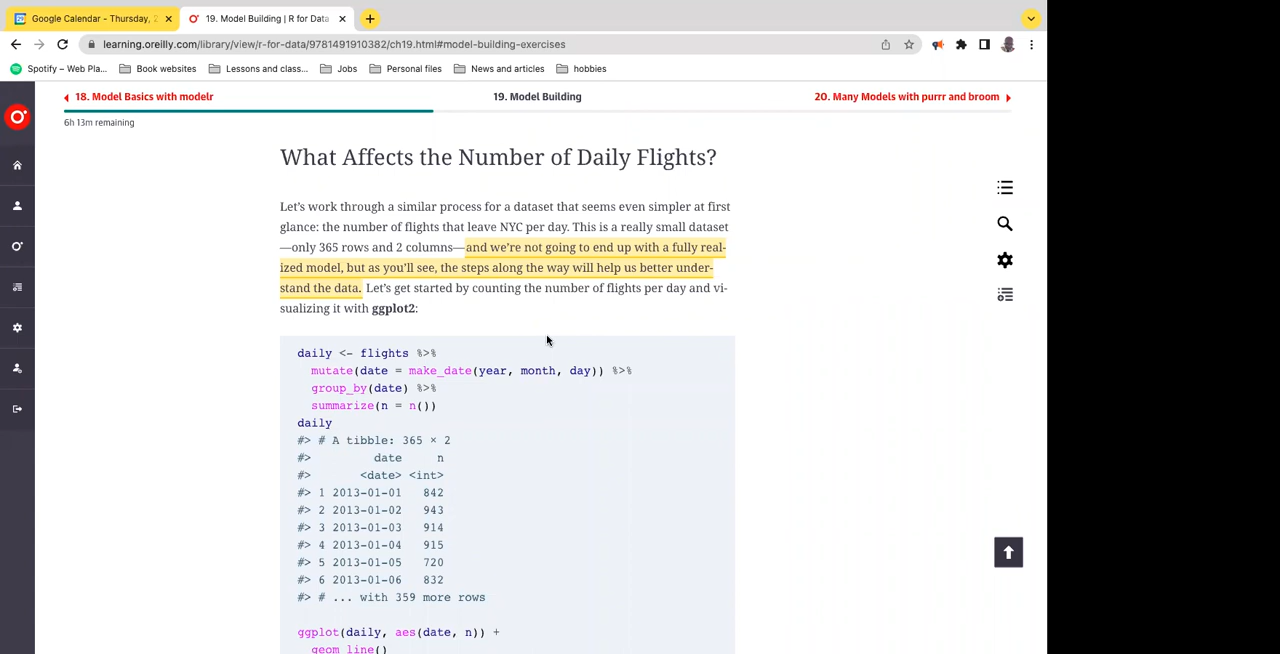 Google Calendar - Thursday, 2
19. Model Building | R for Data
learning.oreilly.com/library/view/r-for-data/9781491910382/ch19.html#model-building-exercises
Spotify – Web Pla... Book websites Lessons and class... Jobs Personal files News and articles hobbies
18. Model Basics with modelr 19. Model Building 20. Many Models with purrr and broom
6h 13m remaining
What Affects the Number of Daily Flights?
Let’s work through a similar process for a dataset that seems even simpler at first
glance: the number of flights that leave NYC per day. This is a really small dataset
—only 365 rows and 2 columns—and we’re not going to end up with a fully real-
ized model, but as you’ll see, the steps along the way will help us better under-
stand the data. Let’s get started by counting the number of flights per day and vi-
sualizing it with ggplot2:
daily <- flights %>%
mutate(date = make_date(year, month, day)) %>%
group_by(date) %>%
summarize(n = n())
daily
#> # A tibble: 365 × 2
#> date n
#> <date> <int>
#> 1 2013-01-01 842
#> 2 2013-01-02 943
#> 3 2013-01-03 914
#> 4 2013-01-04 915
#> 5 2013-01-05 720
#> 6 2013-01-06 832
#> # ... with 359 more rows
ggplot(daily, aes(date, n)) +
geom_line()